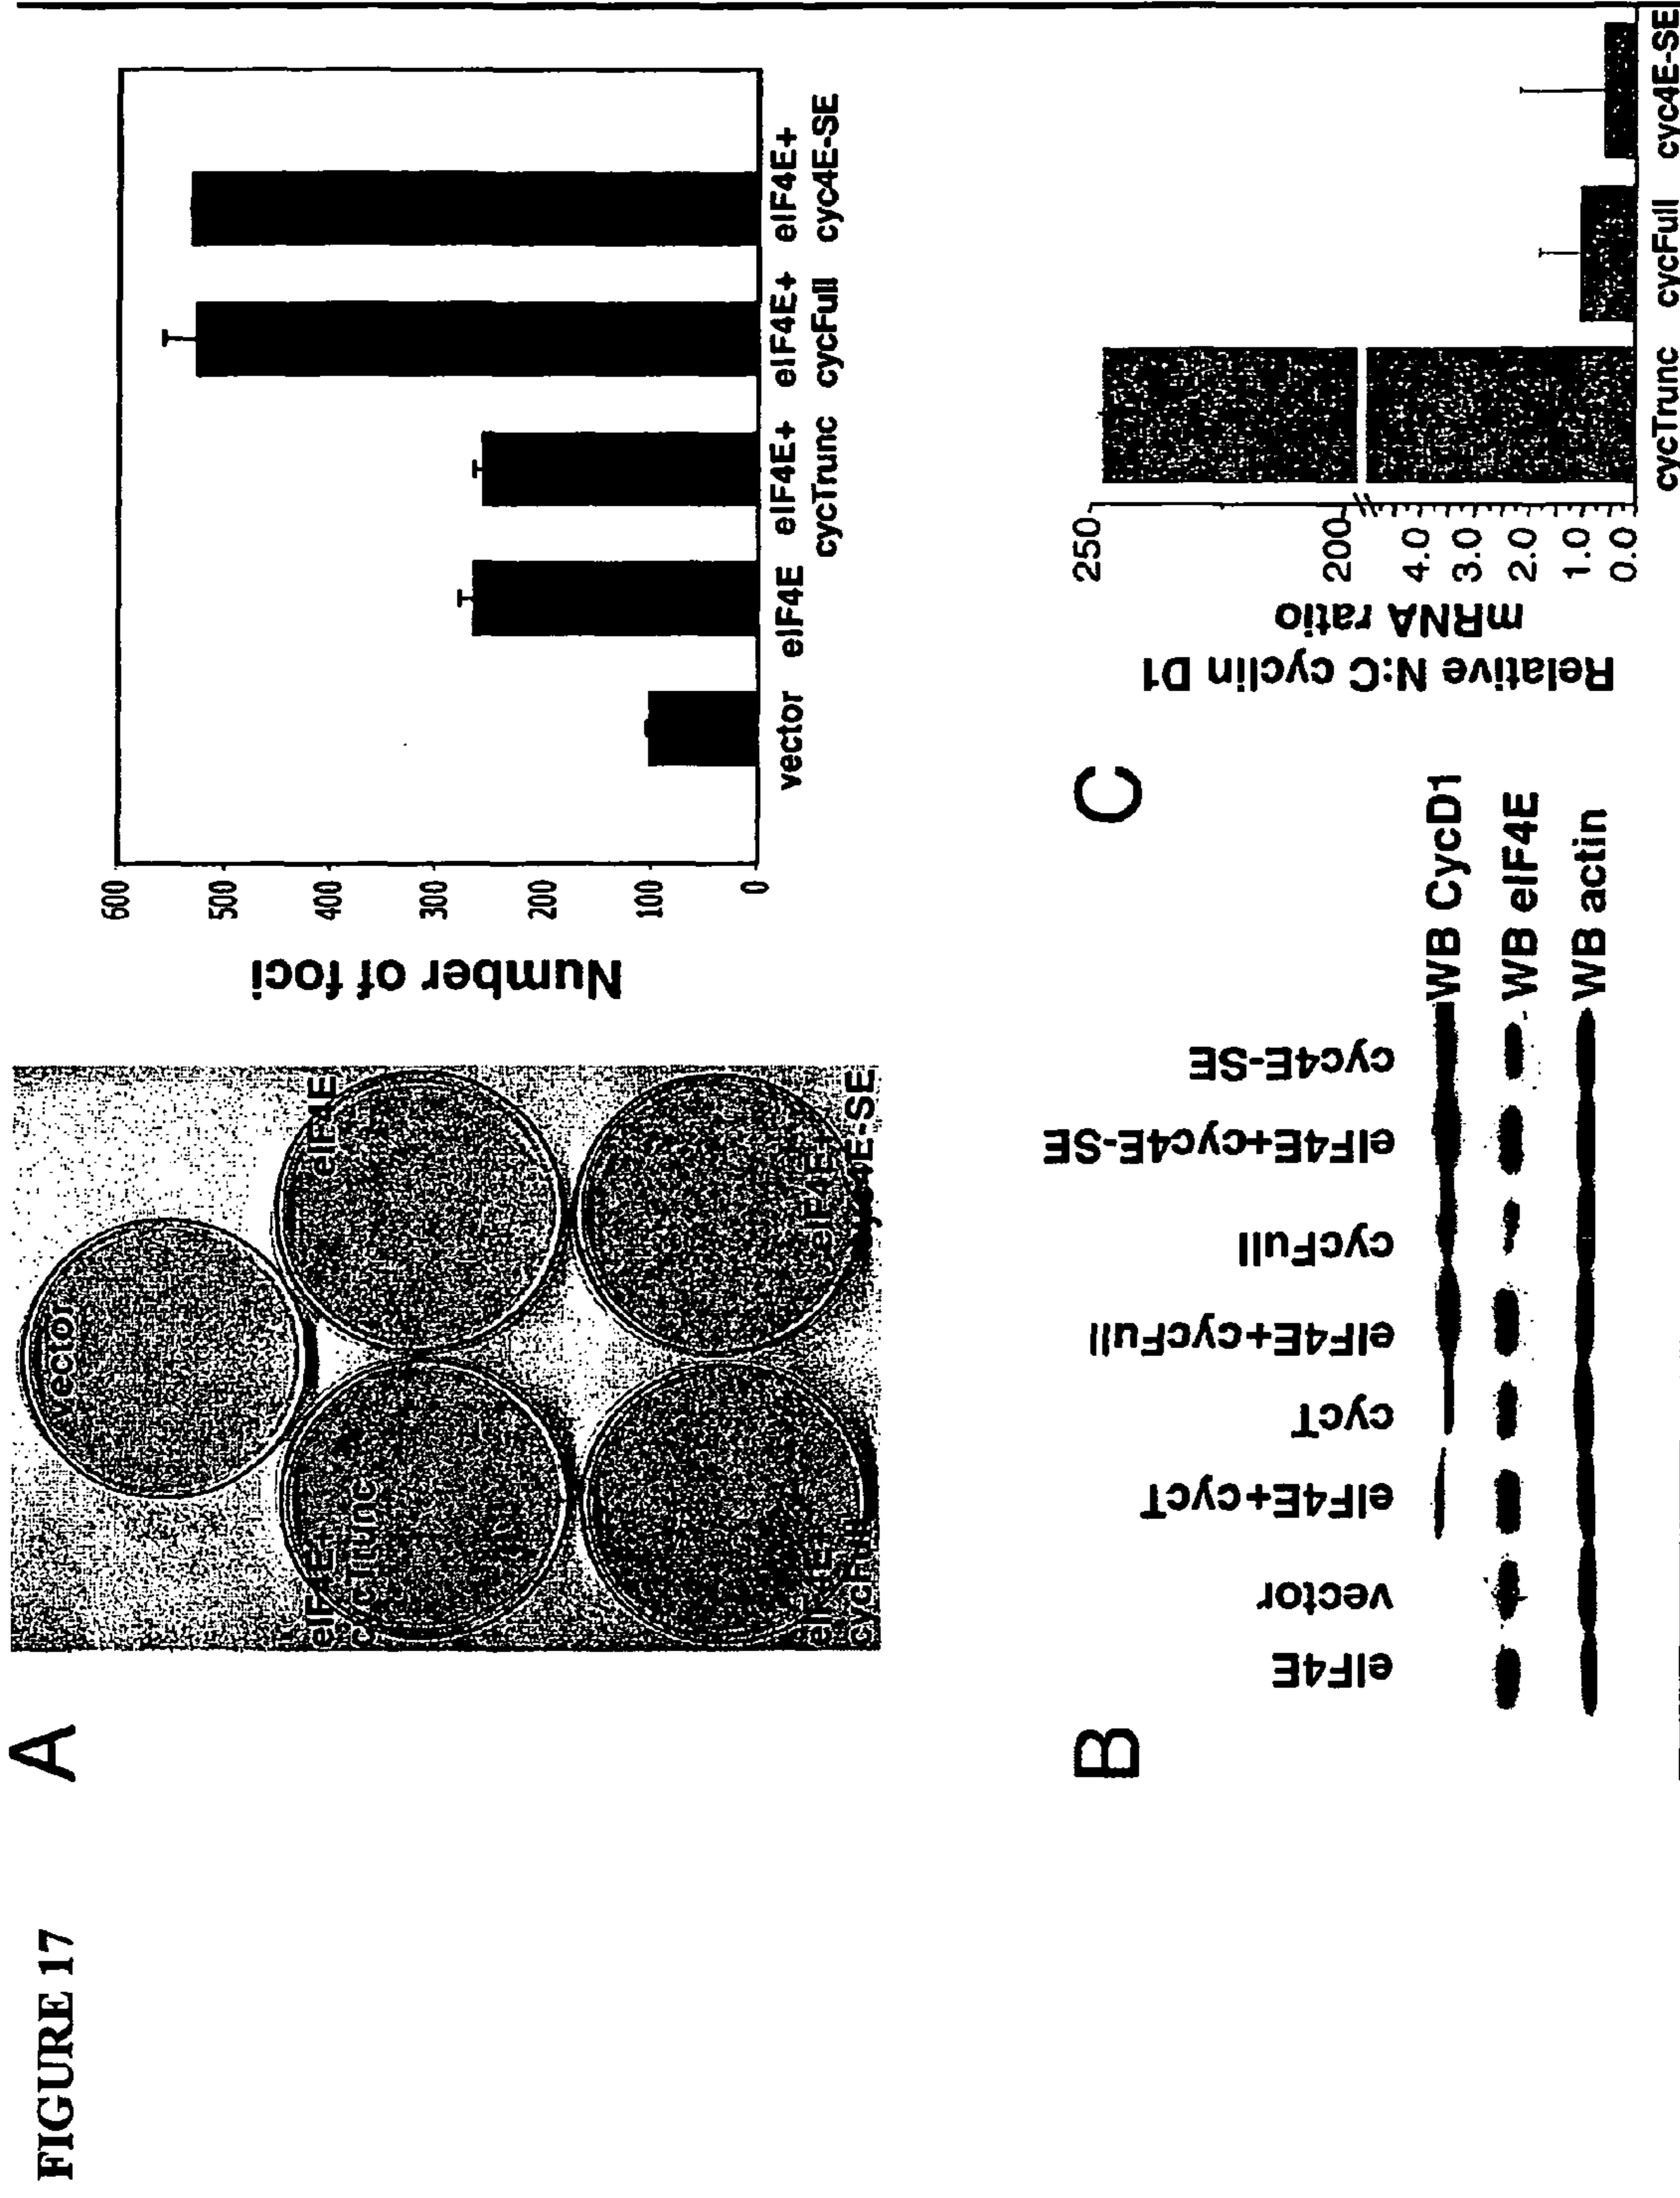 FIGURE 17
A
vector
eIF4E+
cycTrunc
eIF4E
eIF4E+
cycFull
eIF4E+
cyc4E-SE
Number of foci
600
500
400
300
200
100
0
vector
eIF4E
eIF4E+
cycTrunc
eIF4E+
cycFull
eIF4E+
cyc4E-SE
B
eIF4E
vector
eIF4E+cycT
cycT
eIF4E+cycFull
cycFull
eIF4E+cyc4E-SE
cyc4E-SE
WB CycD1
WB eIF4E
WB actin
C
Relative N:C cyclin D1
mRNA ratio
250
200
4.0
3.0
2.0
1.0
0.0
cycTrunc
cycFull
cyc4E-SE